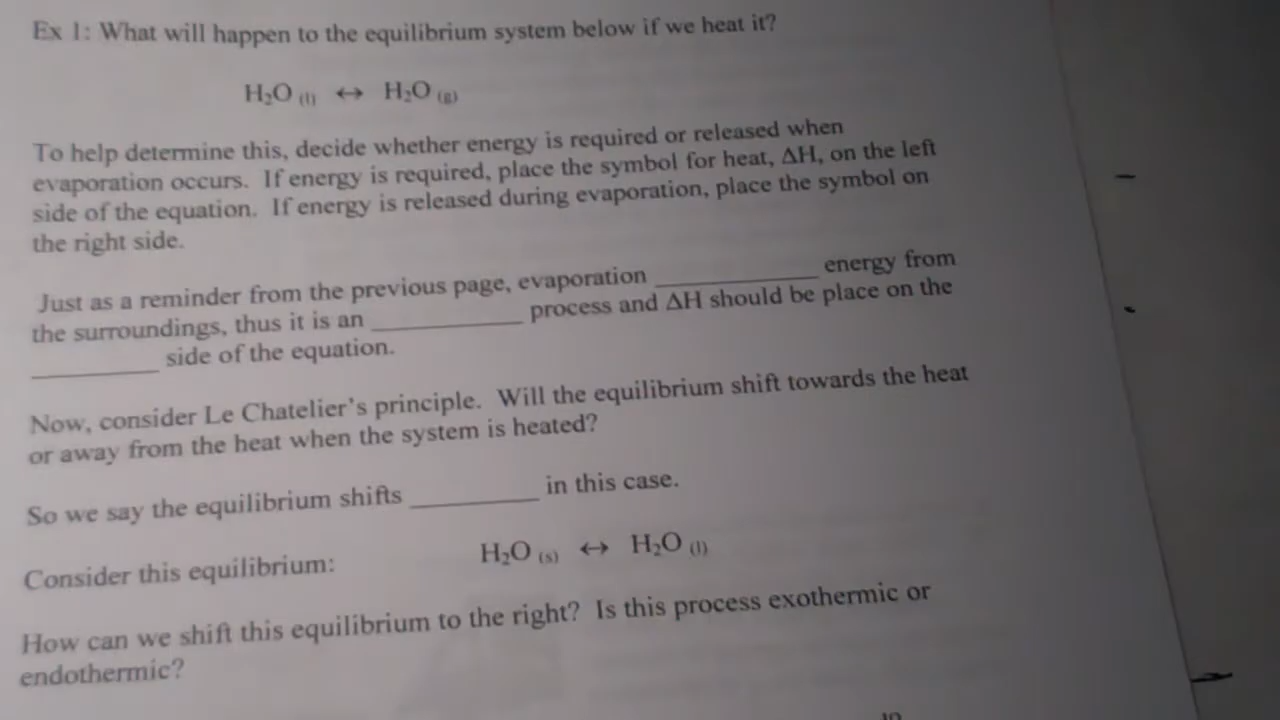 Ex 1: What will happen to the equilibrium system below if we heat it?
H₂O (l) ↔ H₂O (g)
To help determine this, decide whether energy is required or released when
evaporation occurs. If energy is required, place the symbol for heat, ΔH, on the left
side of the equation. If energy is released during evaporation, place the symbol on
the right side.
Just as a reminder from the previous page, evaporation ____________ energy from
the surroundings, thus it is an ___________ process and ΔH should be place on the
_________ side of the equation.
Now, consider Le Chatelier's principle. Will the equilibrium shift towards the heat
or away from the heat when the system is heated?
So we say the equilibrium shifts _________ in this case.
Consider this equilibrium: H₂O (s) ↔ H₂O (l)
How can we shift this equilibrium to the right? Is this process exothermic or
endothermic?